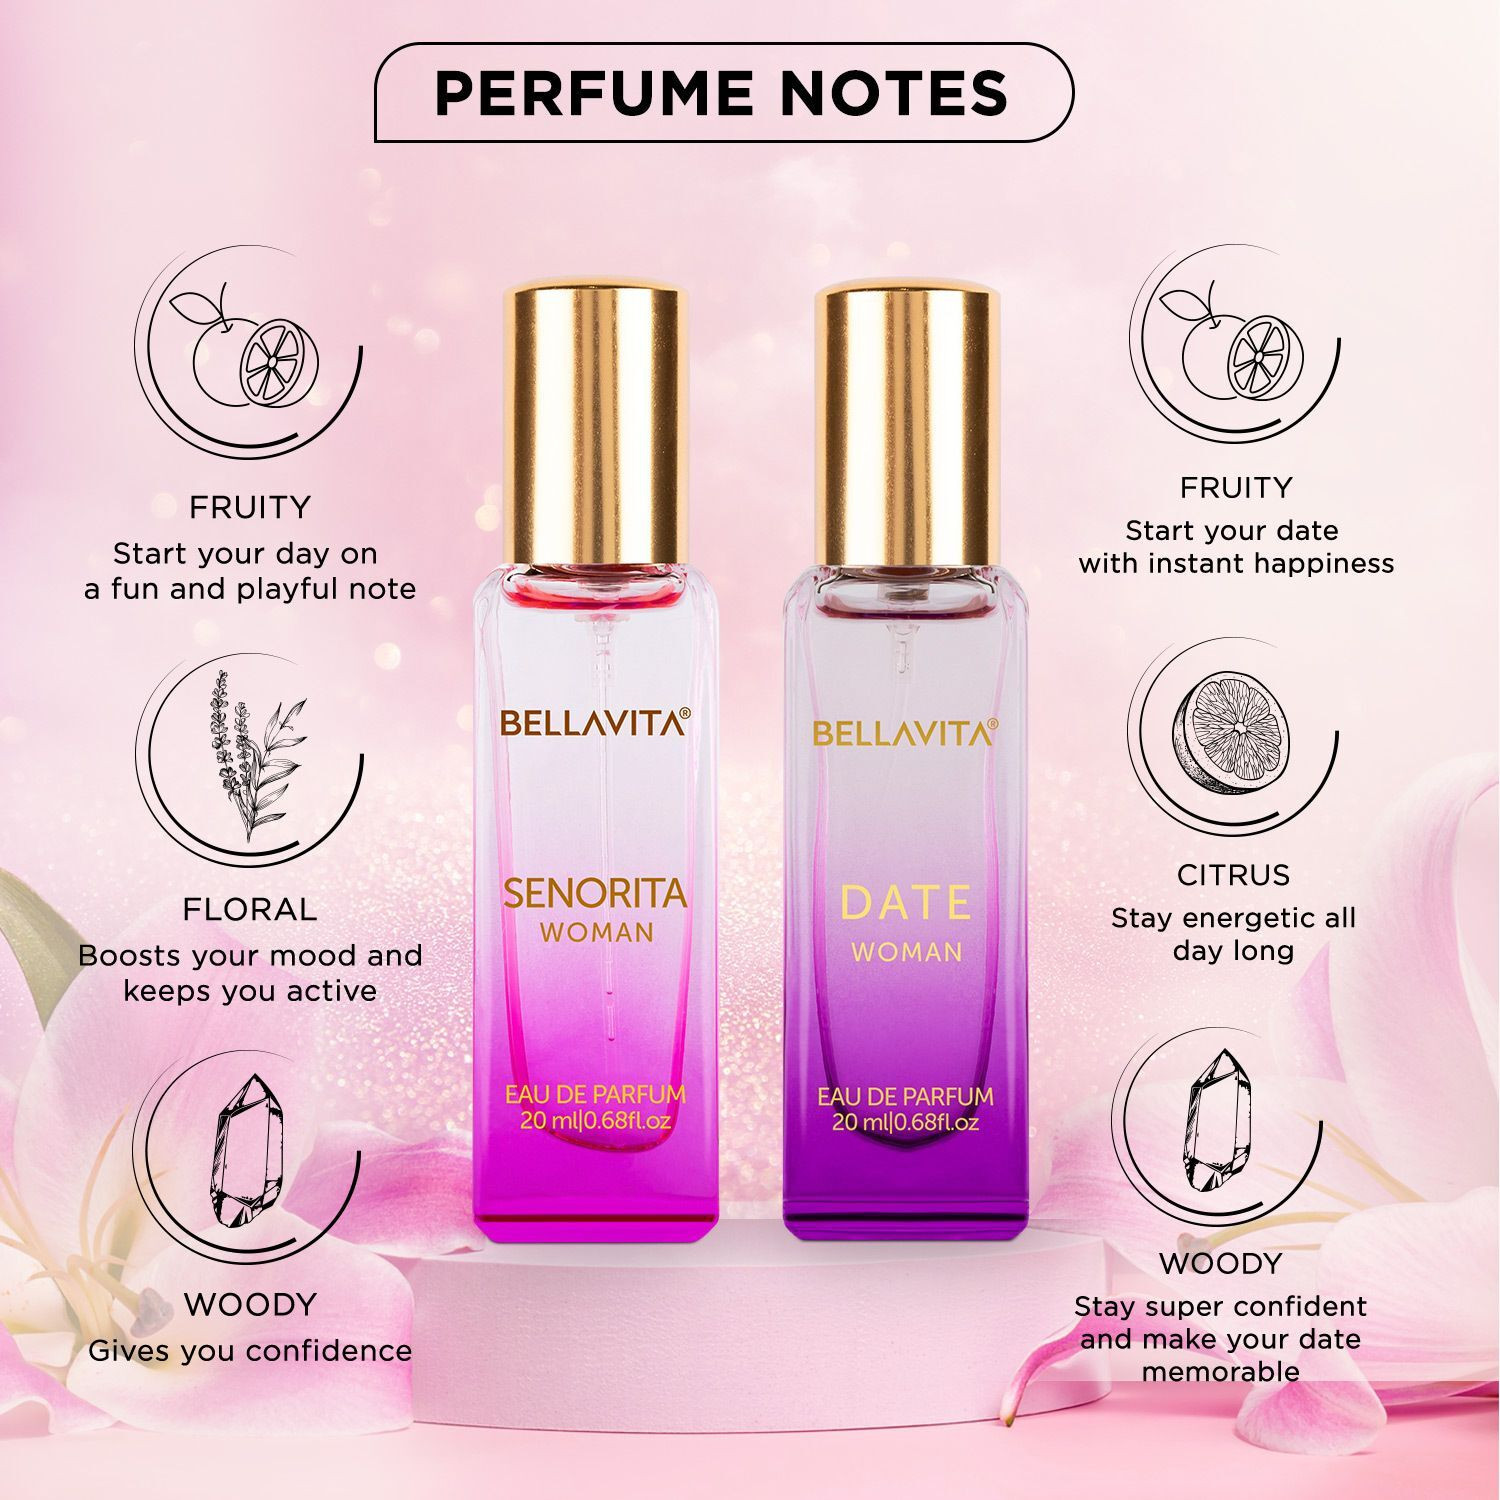 PERFUME NOTES
FRUITY
Start your day on
a fun and playful note
FLORAL
Boosts your mood and
keeps you active
WOODY
Gives you confidence
BELLAVITA®
SENORITA
WOMAN
EAU DE PARFUM
20 ml|0.68fl.oz
BELLAVITA®
DATE
WOMAN
EAU DE PARFUM
20 ml|0.68fl.oz
FRUITY
Start your date
with instant happiness
CITRUS
Stay energetic all
day long
WOODY
Stay super confident
and make your date
memorable